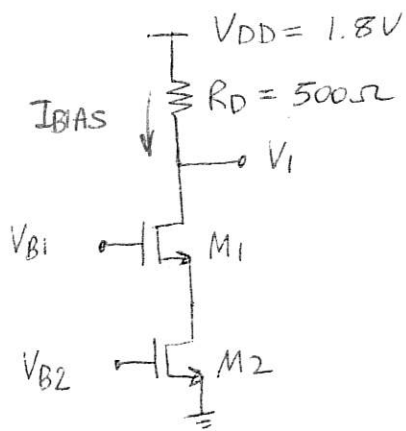 VDD = 1.8V
RD = 500Ω
IBIAS
V1
VB1
M1
VB2
M2